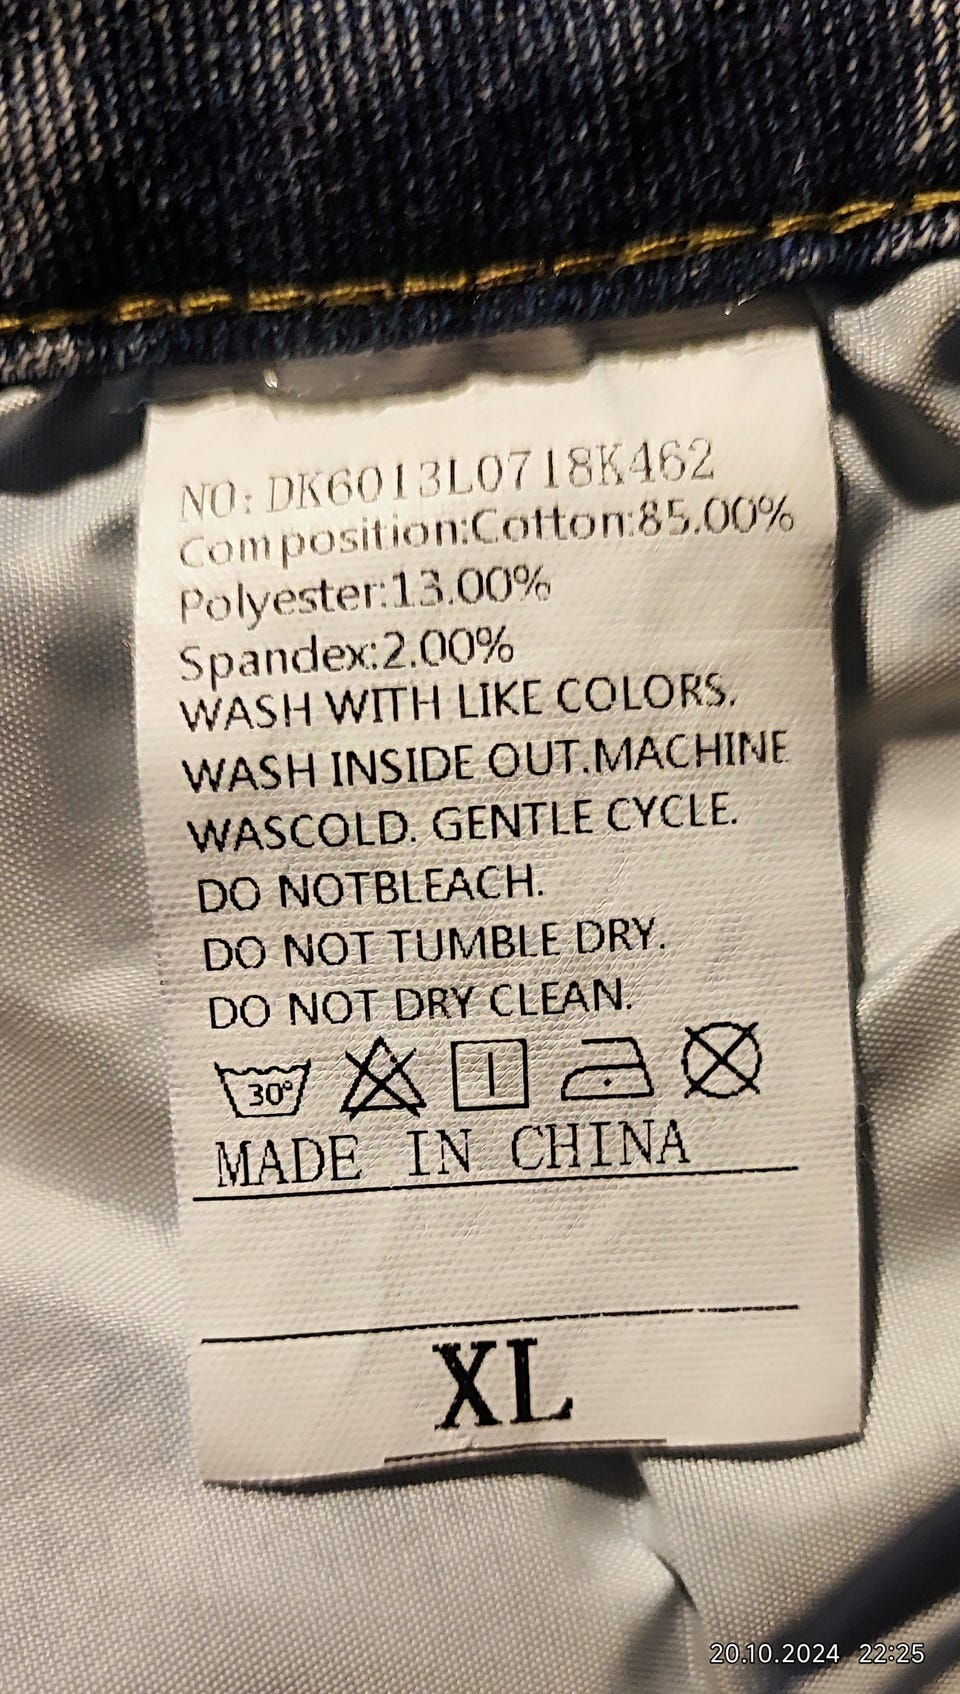 NO: DK6013L0718K462
Composition:Cotton:85.00%
Polyester:13.00%
Spandex:2.00%
WASH WITH LIKE COLORS.
WASH INSIDE OUT.MACHINE
WASCOLD. GENTLE CYCLE.
DO NOTBLEACH.
DO NOT TUMBLE DRY.
DO NOT DRY CLEAN.
30°
MADE IN CHINA
XL
20.10.2024 22:25